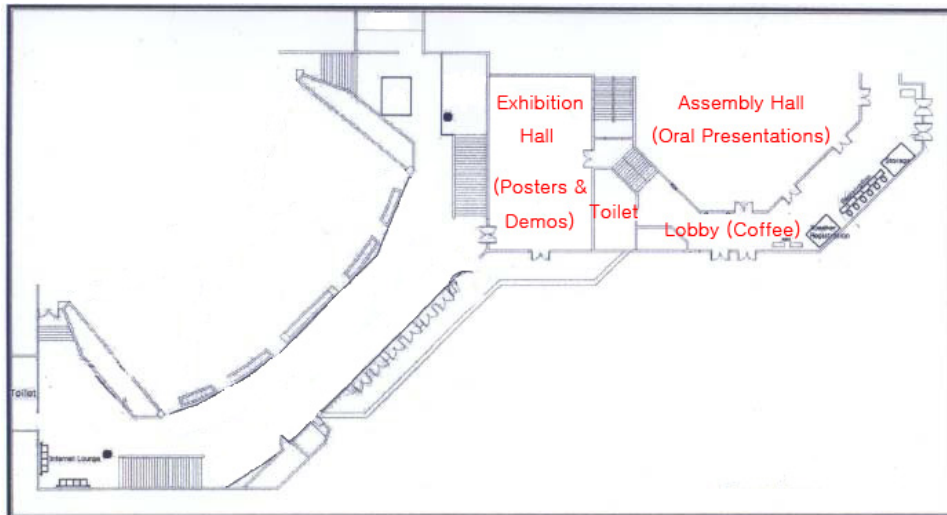 Exhibition
Hall
(Posters &
Demos)
Assembly Hall
(Oral Presentations)
Toilet
Lobby (Coffee)
Storage
Registration
Toilet
Internet Lounge